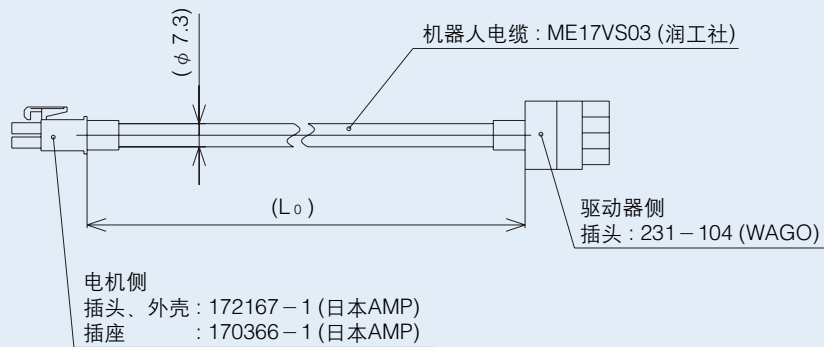 (φ 7.3)
机器人电缆 : ME17VS03 (润工社)
(L₀)
驱动器侧
插头 : 231－104 (WAGO)
电机侧
插头、外壳 : 172167－1 (日本AMP)
插座 : 170366－1 (日本AMP)